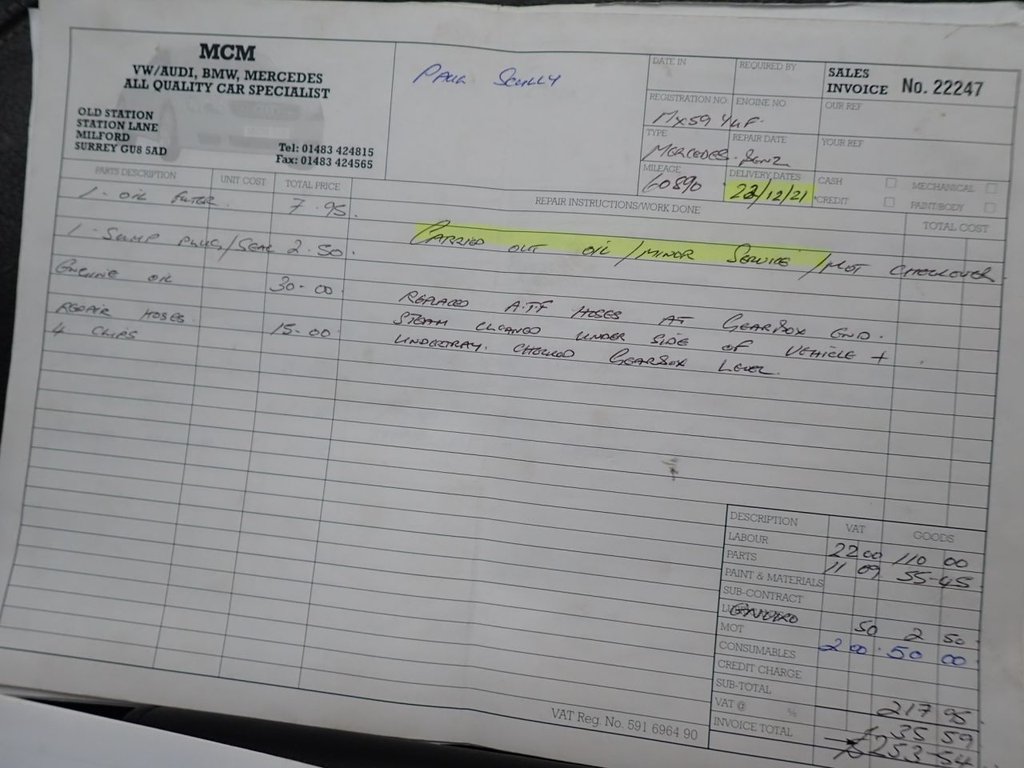 MCM
VW/AUDI, BMW, MERCEDES
ALL QUALITY CAR SPECIALIST
OLD STATION
STATION LANE
MILFORD
SURREY GU8 5AD
Tel: 01483 424815
Fax: 01483 424565
PAUL SCULLY
DATE IN
REQUIRED BY
SALES INVOICE No. 22247
REGISTRATION NO.
ENGINE NO
OUR REF
MX59
TYPE
REPAIR DATE
YOUR REF
MERCEDES-BENZ
MILEAGE
DELIVERY DATES
CASH
MECHANICAL
60890
22/12/21
CREDIT
PAINT/BODY
PARTS DESCRIPTION
UNIT COST
TOTAL PRICE
REPAIR INSTRUCTIONS/WORK DONE
TOTAL COST
1- OIL FILTER 7.95
1- SUMP PLUG/SEAL 2.50.
ENGINE OIL 30-00
REPAIR HOSES
4 CLIPS 15-00
CARRIED OUT OIL/MINOR SERVICE/MOT CHECKOVER
REPLACED ATF HOSES AT GEARBOX END.
STEAM CLEANED UNDER SIDE OF VEHICLE +
UNDERTRAY. CHECKED GEARBOX LEVEL.
DESCRIPTION VAT GOODS
LABOUR 22 00 110 00
PARTS 11 09 55-45
PAINT & MATERIALS
SUB-CONTRACT
50 2 50
MOT 2 00 50 00
CONSUMABLES
CREDIT CHARGE
SUB-TOTAL 217 95
VAT @ % 35 59
INVOICE TOTAL £253-54
VAT Reg. No. 591 6964 90